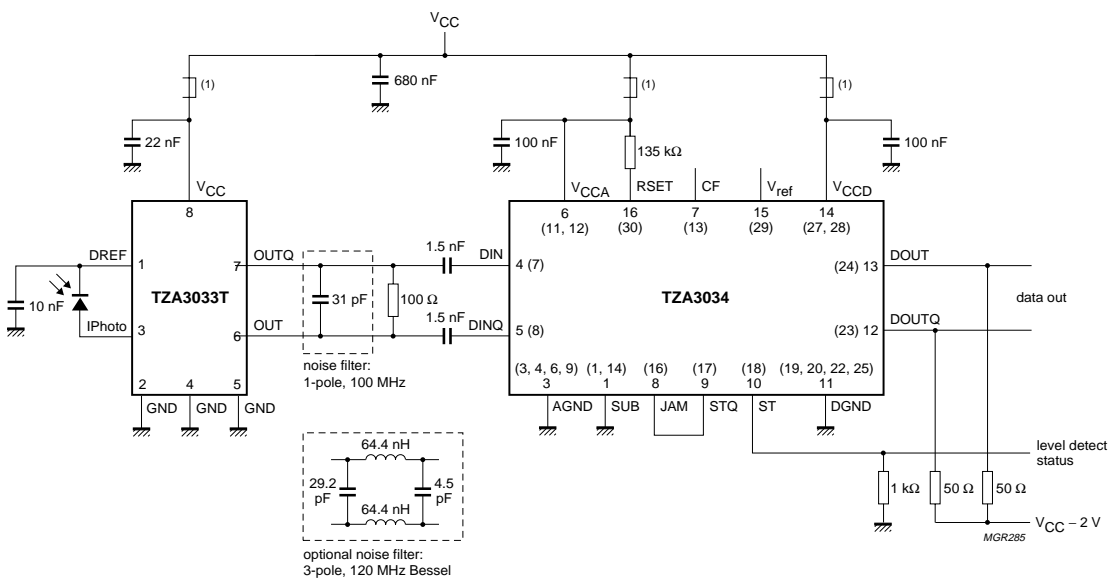 VCC
(1)
680 nF
(1)
(1)
22 nF
100 nF
135 kΩ
100 nF
VCC
8
VCCA
RSET
CF
Vref
VCCD
6
16
7
15
14
(11, 12)
(30)
(13)
(29)
(27, 28)
DREF
1
7
OUTQ
1.5 nF
DIN
4 (7)
(24) 13
DOUT
10 nF
TZA3033T
31 pF
100 Ω
TZA3034
data out
IPhoto
3
6
OUT
1.5 nF
DINQ
5 (8)
(23) 12
DOUTQ
noise filter:
1-pole, 100 MHz
2
4
5
GND
GND
GND
(3, 4, 6, 9)
(1, 14)
(16)
(17)
(18)
(19, 20, 22, 25)
3
1
8
9
10
11
AGND
SUB
JAM
STQ
ST
DGND
64.4 nH
29.2
pF
4.5
pF
64.4 nH
optional noise filter:
3-pole, 120 MHz Bessel
level detect
status
1 kΩ
50 Ω
50 Ω
VCC – 2 V
MGR285